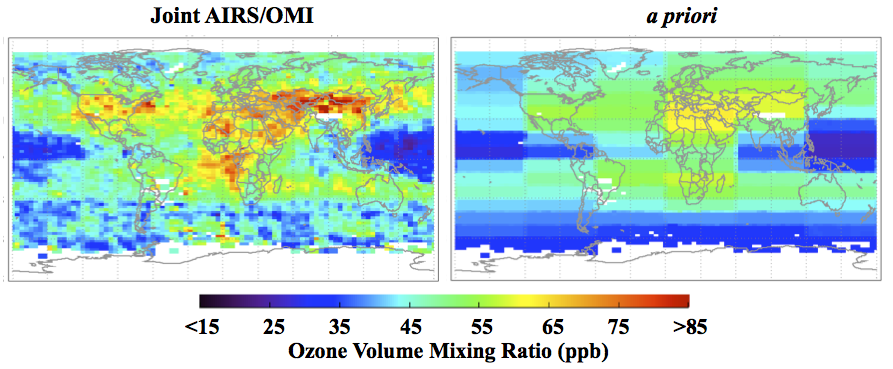 Joint AIRS/OMI
a priori
<15 25 35 45 55 65 75 >85
Ozone Volume Mixing Ratio (ppb)